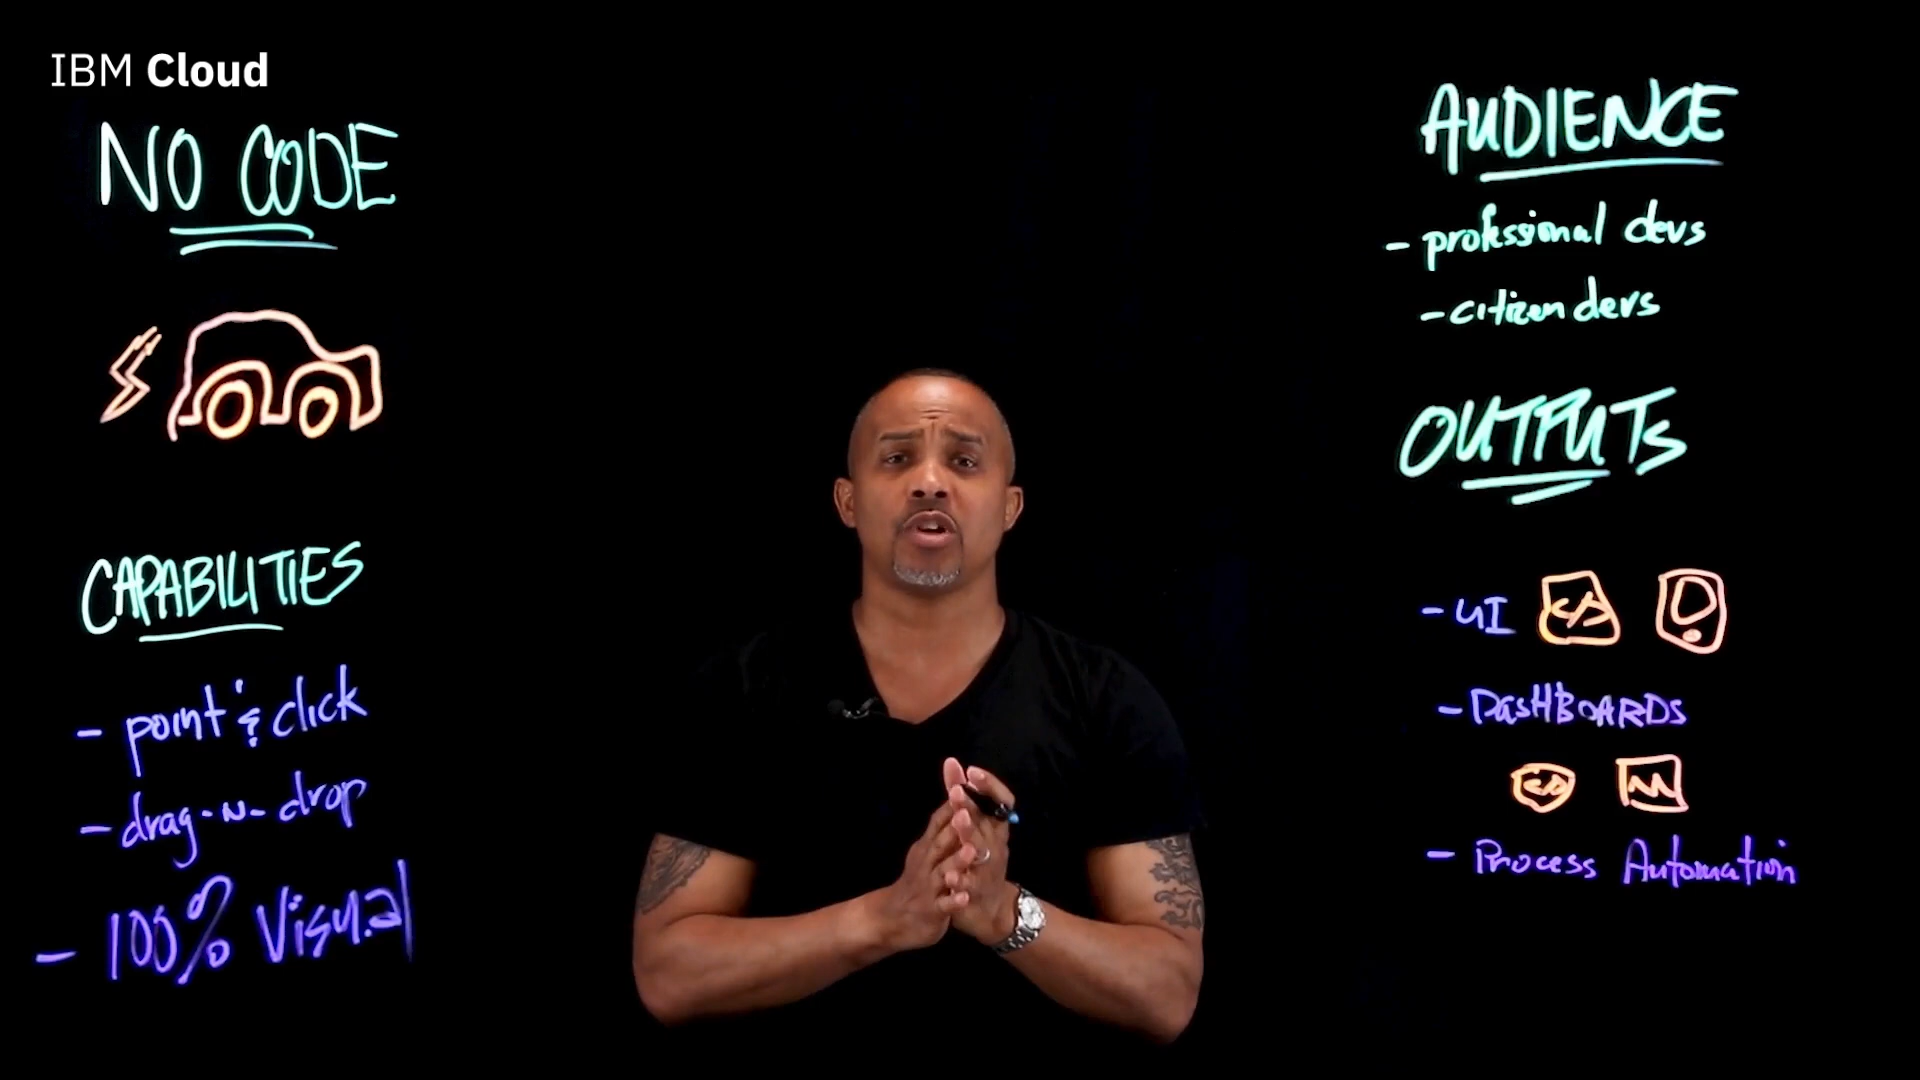 IBM Cloud
NO CODE
CAPABILITIES
- point & click
- drag-n-drop
- 100% Visual
AUDIENCE
- professional devs
- citizen devs
OUTPUTS
- UI </>
- DASHBOARDS
</>
- Process Automation